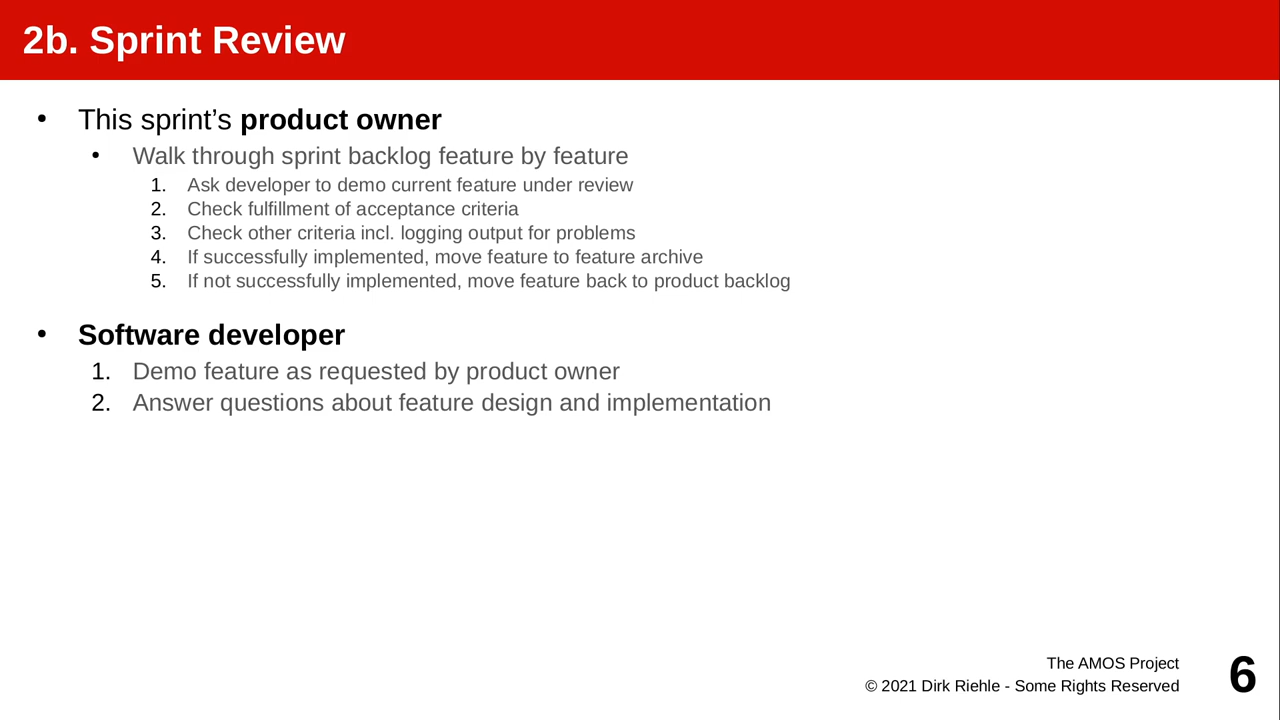 2b. Sprint Review
• This sprint’s product owner
• Walk through sprint backlog feature by feature
1. Ask developer to demo current feature under review
2. Check fulfillment of acceptance criteria
3. Check other criteria incl. logging output for problems
4. If successfully implemented, move feature to feature archive
5. If not successfully implemented, move feature back to product backlog
• Software developer
1. Demo feature as requested by product owner
2. Answer questions about feature design and implementation
The AMOS Project
© 2021 Dirk Riehle - Some Rights Reserved
6